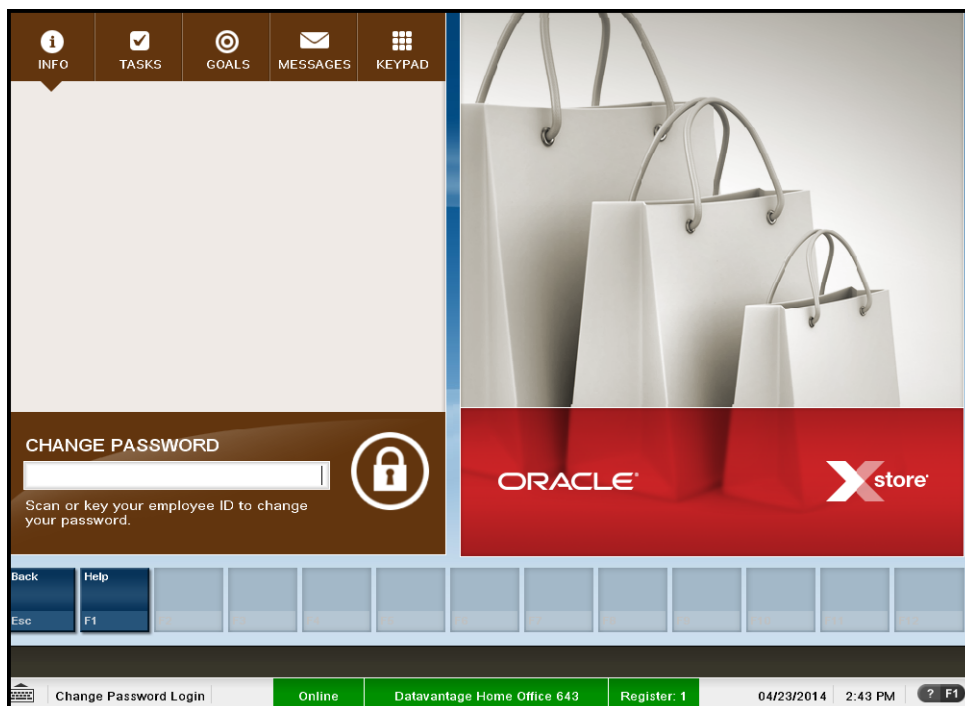 INFO
TASKS
GOALS
MESSAGES
KEYPAD
CHANGE PASSWORD
Scan or key your employee ID to change
your password.
ORACLE
Xstore
Back
Help
Esc
F1
Change Password Login
Online
Datavantage Home Office 643
Register: 1
04/23/2014
2:43 PM
? F1